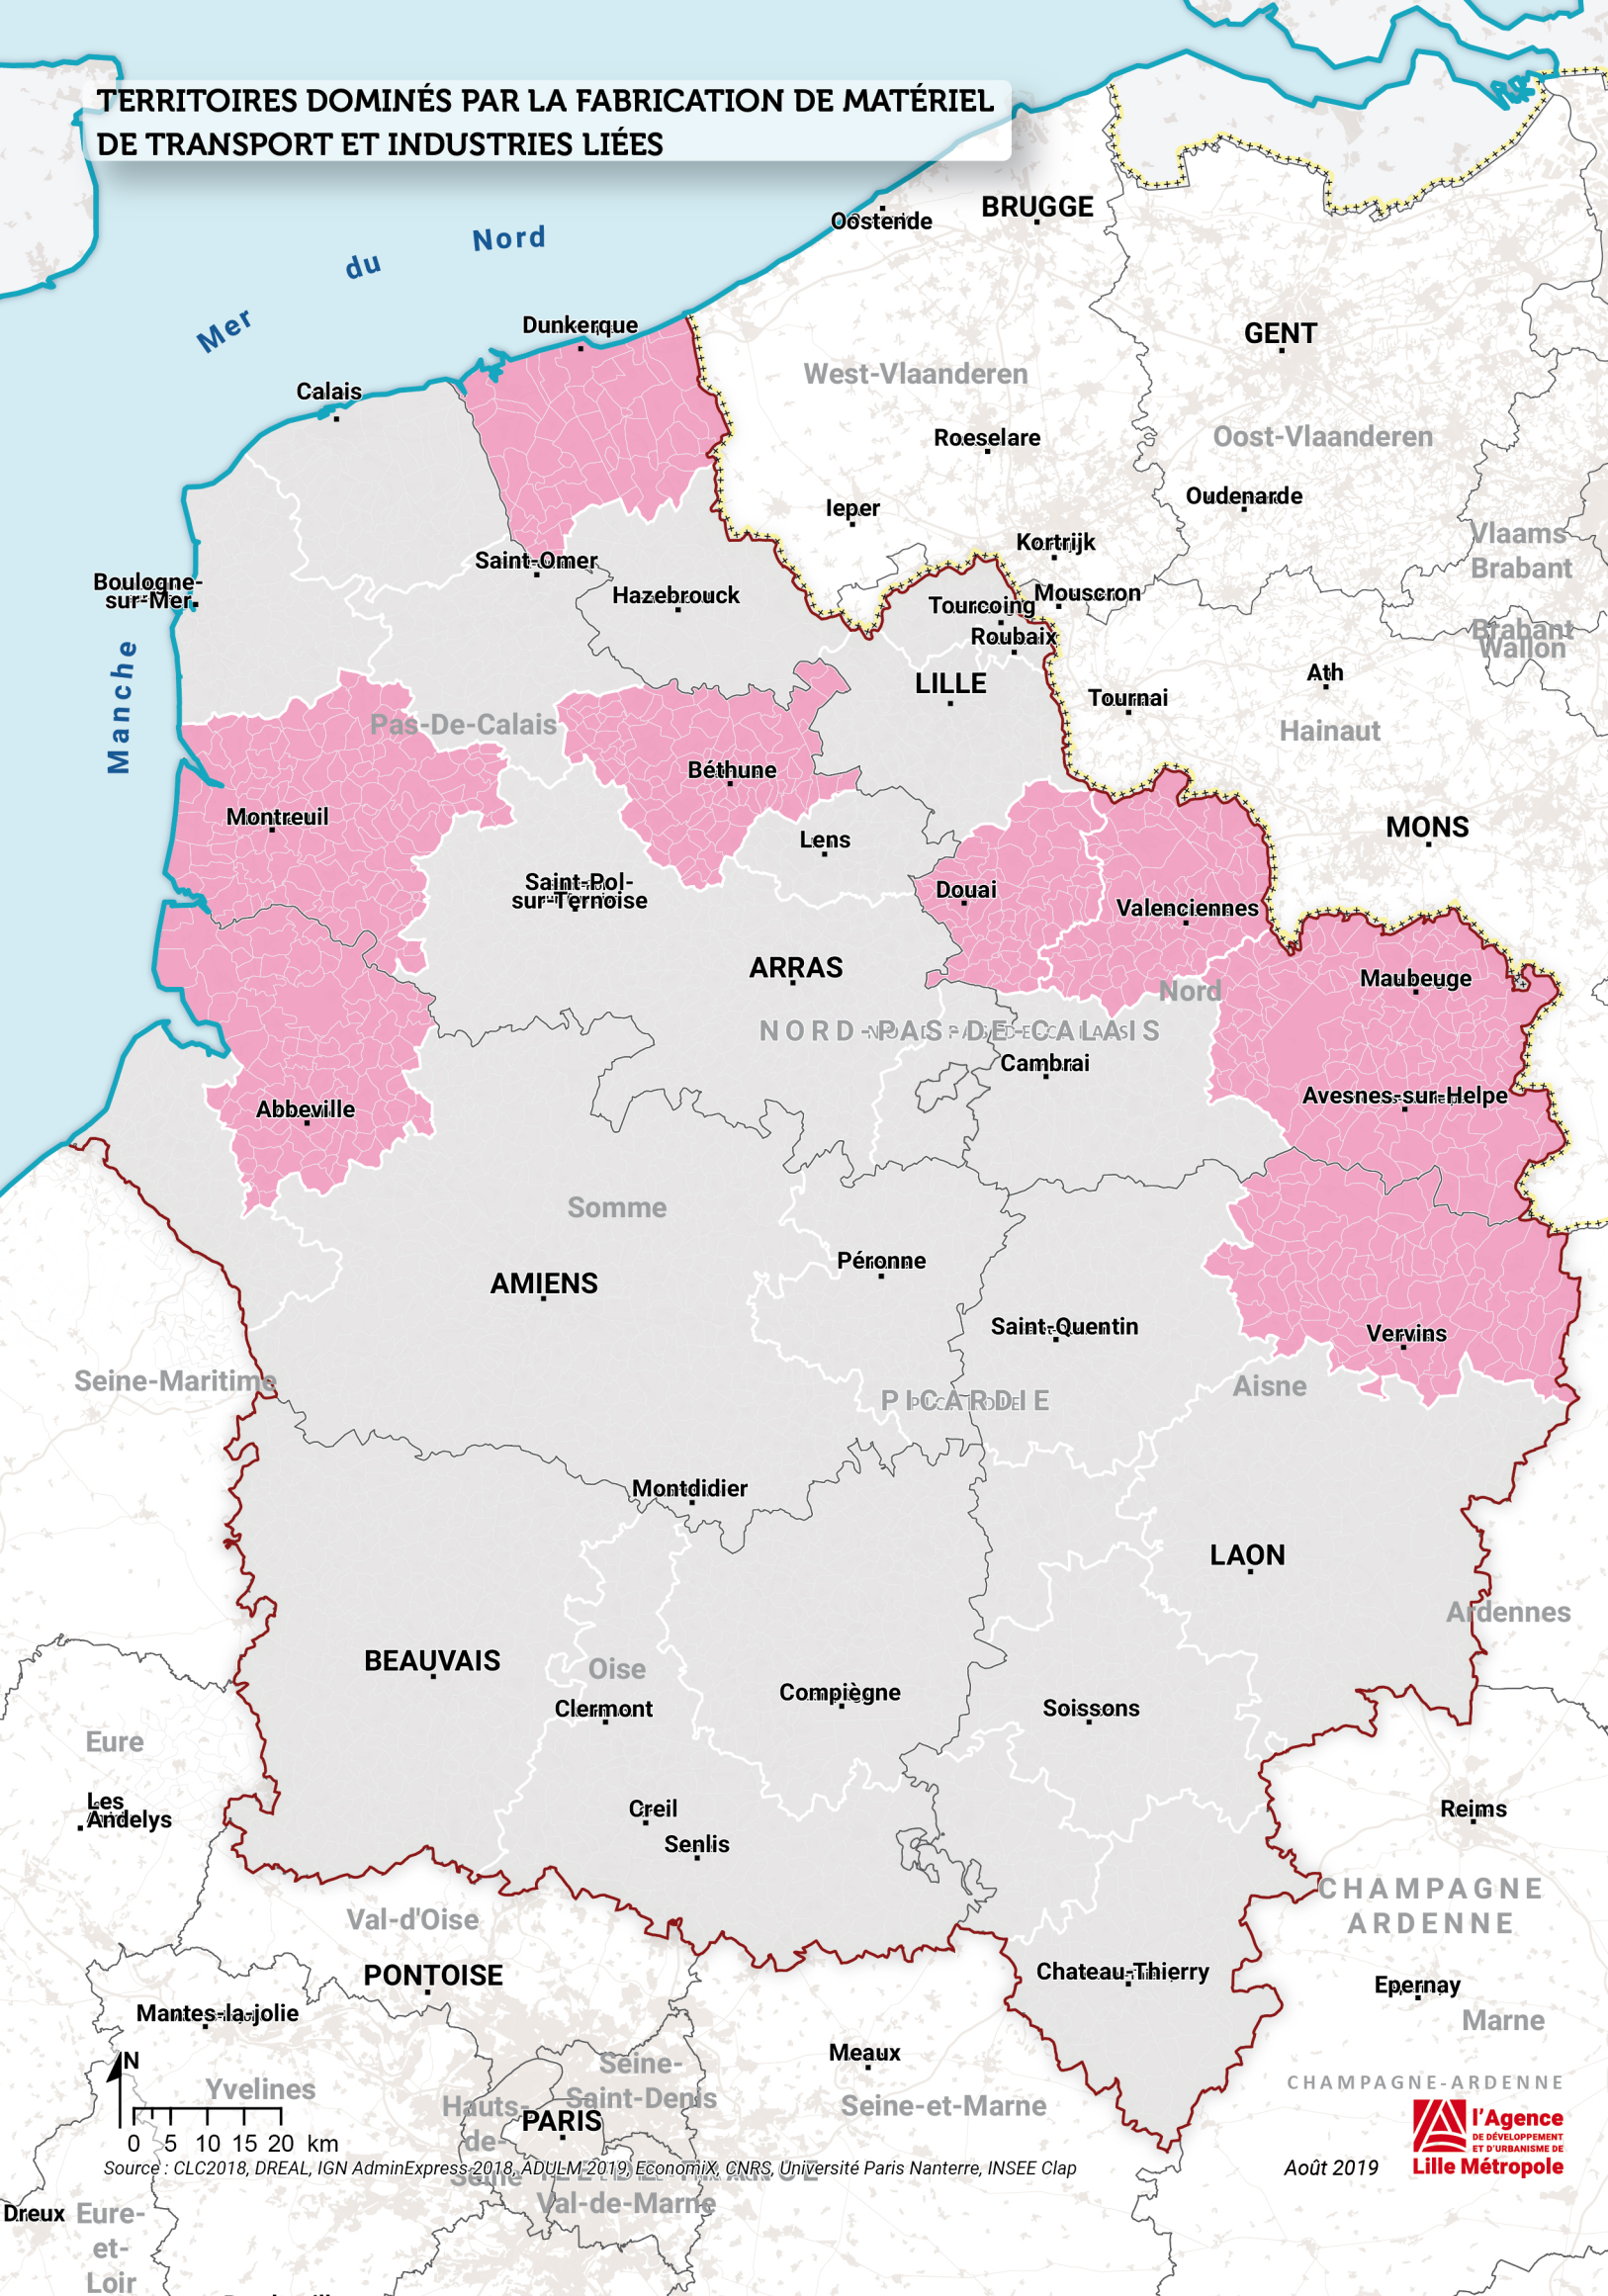 TERRITOIRES DOMINÉS PAR LA FABRICATION DE MATÉRIEL
DE TRANSPORT ET INDUSTRIES LIÉES
Oostende
BRUGGE
Mer du Nord
Dunkerque
GENT
West-Vlaanderen
Calais
Roeselare
Oost-Vlaanderen
Ieper
Oudenarde
Vlaams
Brabant
Kortrijk
Saint-Omer
Boulogne-
sur-Mer
Hazebrouck
Tourcoing
Mouscron
Roubaix
Brabant
Wallon
Manche
LILLE
Ath
Tournai
Pas-De-Calais
Hainaut
Béthune
Montreuil
MONS
Lens
Saint-Pol-
sur-Ternoise
Douai
Valenciennes
ARRAS
Maubeuge
Nord
NORD-PAS-DE-CALAIS
Cambrai
Avesnes-sur-Helpe
Abbeville
Somme
Péronne
AMIENS
Saint-Quentin
Vervins
Seine-Maritime
Aisne
PICARDIE
Montdidier
LAON
Ardennes
BEAUVAIS
Oise
Compiègne
Clermont
Soissons
Eure
Les
Andelys
Creil
Reims
Senlis
CHAMPAGNE
ARDENNE
Val-d'Oise
Chateau-Thierry
PONTOISE
Epernay
Mantes-la-jolie
Marne
Meaux
N
Seine-
Saint-Denis
Yvelines
CHAMPAGNE-ARDENNE
Hauts-
de-
Seine
PARIS
Seine-et-Marne
0 5 10 15 20 km
l'Agence
DE DÉVELOPPEMENT
ET D'URBANISME DE
Lille Métropole
Source : CLC2018, DREAL, IGN AdminExpress 2018, ADULM 2019, EconomiX, CNRS, Université Paris Nanterre, INSEE Clap
Août 2019
Val-de-Marne
Dreux
Eure-
et-
Loir